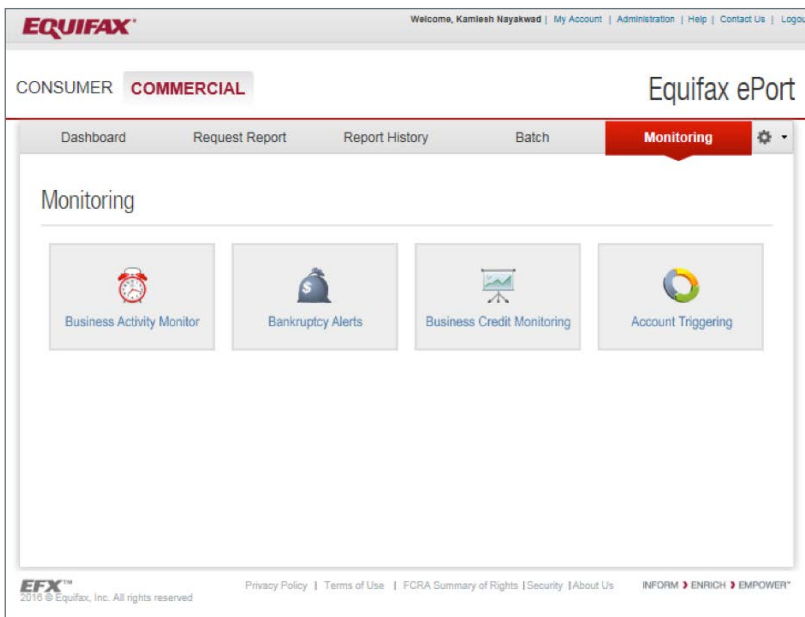 EQUIFAX
Welcome, Kamlesh Nayakwad | My Account | Administration | Help | Contact Us | Logou
CONSUMER COMMERCIAL Equifax ePort
Dashboard Request Report Report History Batch Monitoring
Monitoring
Business Activity Monitor Bankruptcy Alerts Business Credit Monitoring Account Triggering
EFX™
2016 © Equifax, Inc. All rights reserved
Privacy Policy | Terms of Use | FCRA Summary of Rights | Security | About Us
INFORM ❯ ENRICH ❯ EMPOWER™